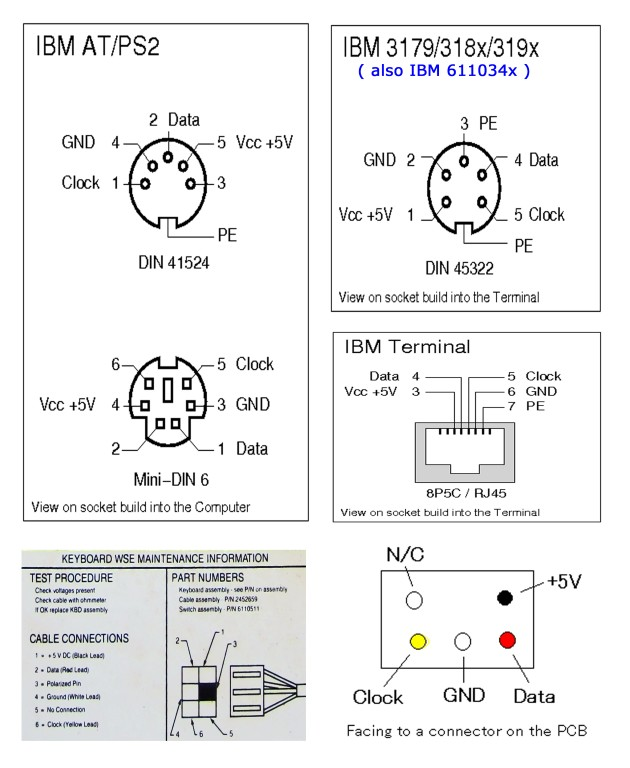 IBM AT/PS2
2 Data
GND 4
5 Vcc +5V
Clock 1
3
PE
DIN 41524
6
5 Clock
Vcc +5V 4
3 GND
2
1 Data
Mini-DIN 6
View on socket build into the Computer
IBM 3179/318x/319x
( also IBM 611034x )
3 PE
GND 2
4 Data
Vcc +5V 1
5 Clock
PE
DIN 45322
View on socket build into the Terminal
IBM Terminal
Data 4
5 Clock
Vcc +5V 3
6 GND
7 PE
8P5C / RJ45
View on socket build into the Terminal
KEYBOARD WSE MAINTENANCE INFORMATION
TEST PROCEDURE
Check voltages present
Check cable with ohmmeter
If OK replace KBD assembly
CABLE CONNECTIONS
1 = +5 V DC (Black Lead)
2 = Data (Red Lead)
3 = Polarized Pin
4 = Ground (White Lead)
5 = No Connection
6 = Clock (Yellow Lead)
PART NUMBERS
Keyboard assembly - see P/N on assembly
Cable assembly - P/N 2452659
Switch assembly - P/N 6110511
2
1
3
4
6
5
N/C
+5V
Clock
GND
Data
Facing to a connector on the PCB